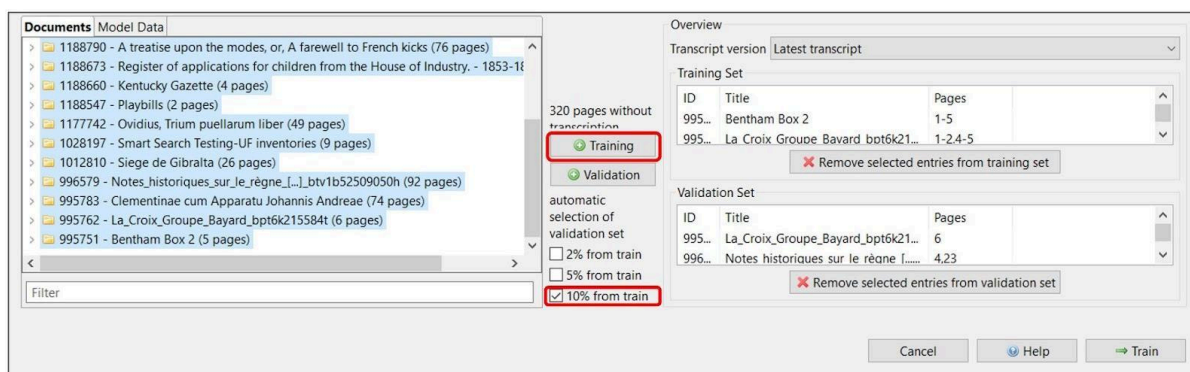 Documents Model Data
1188790 - A treatise upon the modes, or, A farewell to French kicks (76 pages)
1188673 - Register of applications for children from the House of Industry. - 1853-18
1188660 - Kentucky Gazette (4 pages)
1188547 - Playbills (2 pages)
1177742 - Ovidius, Trium puellarum liber (49 pages)
1028197 - Smart Search Testing-UF inventories (9 pages)
1012810 - Siege de Gibralta (26 pages)
996579 - Notes_historiques_sur_le_règne_[...]_btv1b52509050h (92 pages)
995783 - Clementinae cum Apparatu Johannis Andreae (74 pages)
995762 - La_Croix_Groupe_Bayard_bpt6k215584t (6 pages)
995751 - Bentham Box 2 (5 pages)
Filter
320 pages without
transcription
Training
Validation
automatic
selection of
validation set
2% from train
5% from train
10% from train
Overview
Transcript version Latest transcript
Training Set
ID Title Pages
995... Bentham Box 2 1-5
995... La_Croix_Groupe_Bayard_bpt6k21... 1-2,4-5
Remove selected entries from training set
Validation Set
ID Title Pages
995... La_Croix_Groupe_Bayard_bpt6k21... 6
996... Notes_historiques_sur_le_règne_[...... 4,23
Remove selected entries from validation set
Cancel Help Train